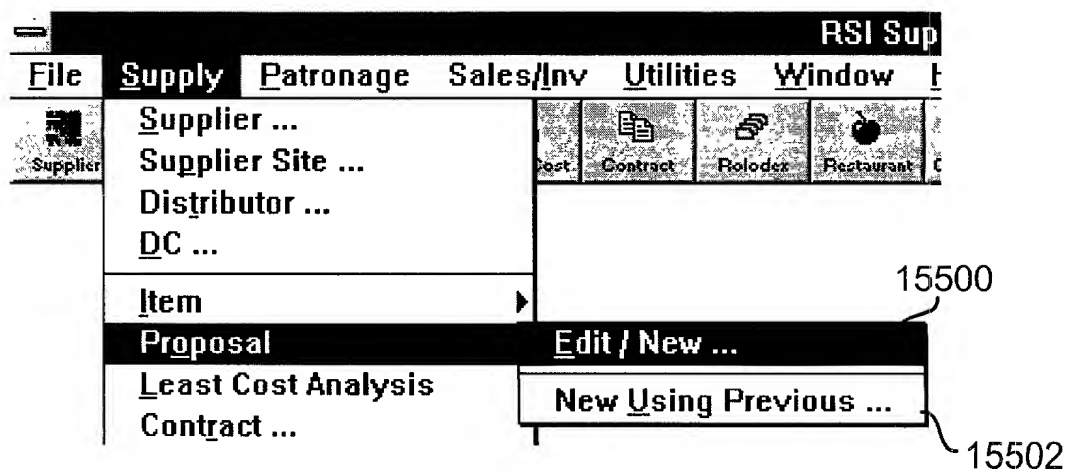 RSI Sup
File Supply Patronage Sales/Inv Utilities Window
Supplier Cost Contract Rolodex Restaurant
Supplier ...
Supplier Site ...
Distributor ...
DC ...
Item
Proposal
Least Cost Analysis
Contract ...
15500
Edit / New ...
New Using Previous ...
15502